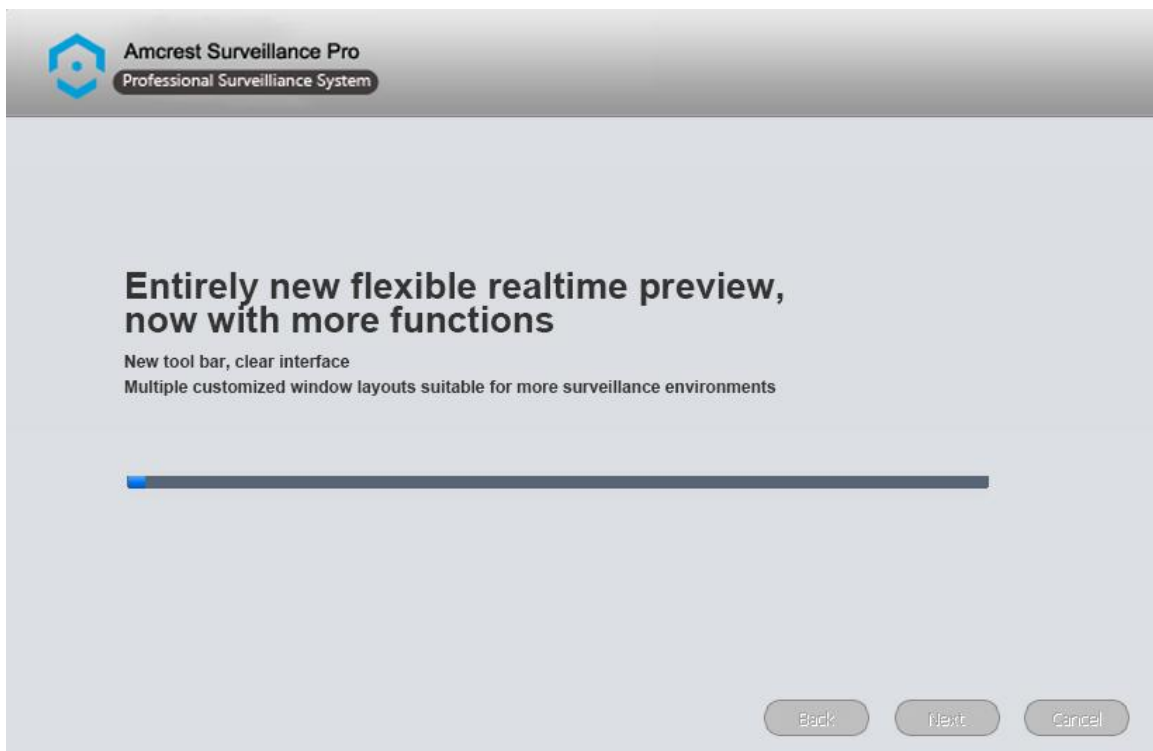 Amcrest Surveillance Pro
Professional Surveilliance System
Entirely new flexible realtime preview,
now with more functions
New tool bar, clear interface
Multiple customized window layouts suitable for more surveillance environments
Back Next Cancel